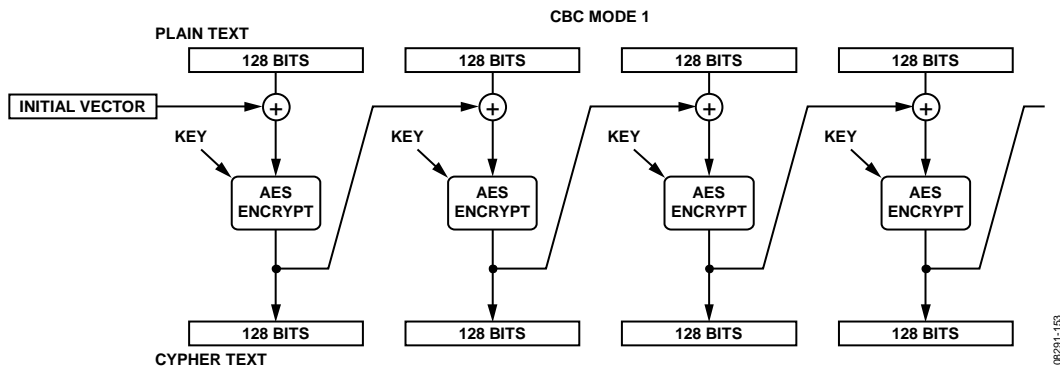 CBC MODE 1
PLAIN TEXT
128 BITS 128 BITS 128 BITS 128 BITS
INITIAL VECTOR + + + +
KEY KEY KEY KEY
AES AES AES AES
ENCRYPT ENCRYPT ENCRYPT ENCRYPT
128 BITS 128 BITS 128 BITS 128 BITS
CYPHER TEXT
08291-153